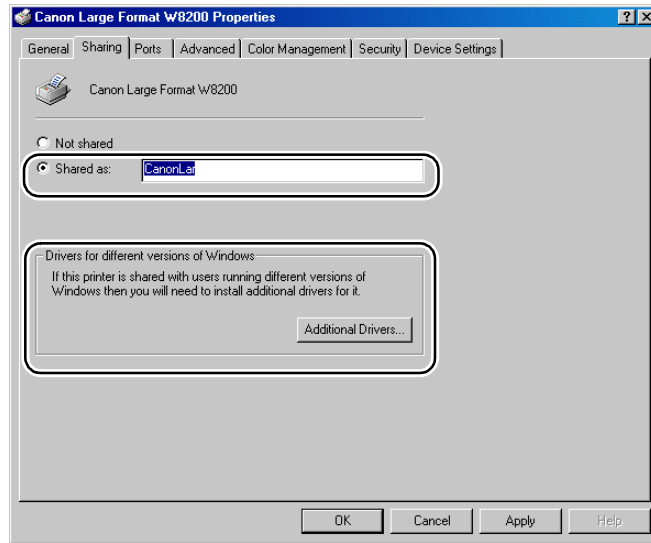 Canon Large Format W8200 Properties
General Sharing Ports Advanced Color Management Security Device Settings
Canon Large Format W8200
Not shared
Shared as: CanonLar
Drivers for different versions of Windows
If this printer is shared with users running different versions of
Windows then you will need to install additional drivers for it.
Additional Drivers...
OK Cancel Apply Help